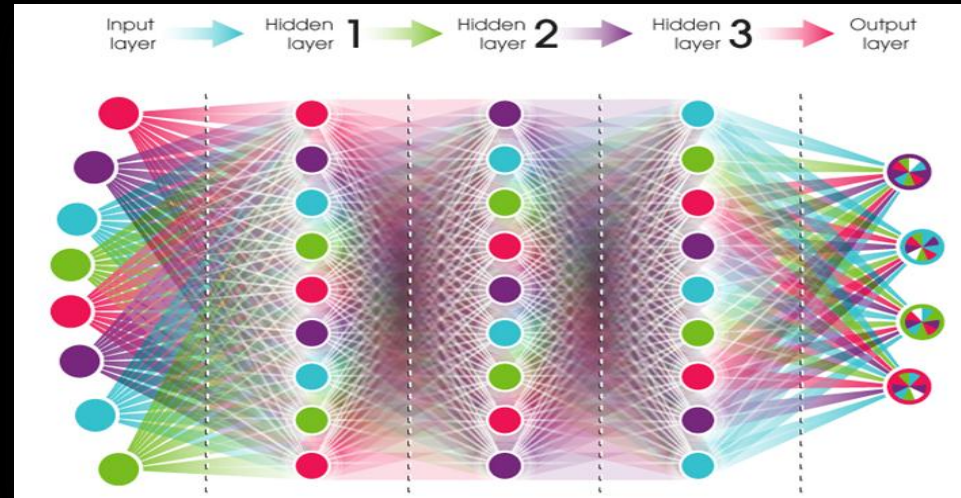 Input layer
Hidden layer 1
Hidden layer 2
Hidden layer 3
Output layer